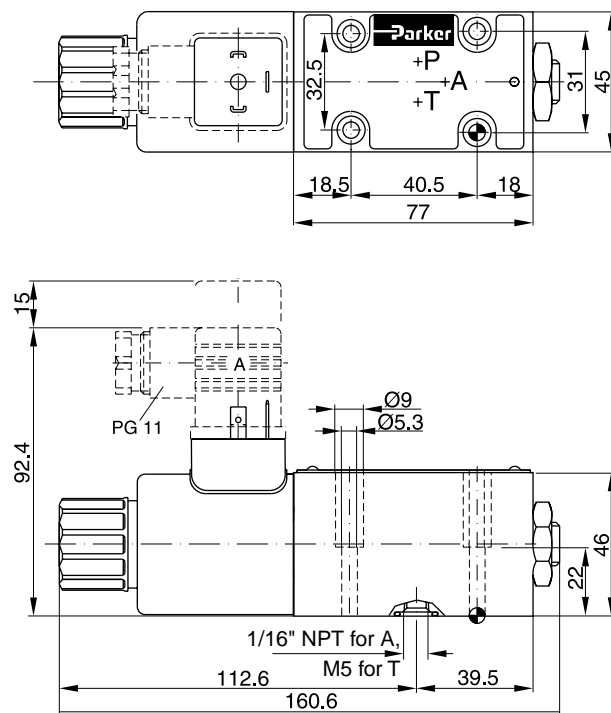 Parker
P
A
T
32.5
31
45
18.5
40.5
18
77
15
A
PG 11
92.4
Ø9
Ø5.3
46
22
1/16" NPT for A,
M5 for T
112.6
39.5
160.6